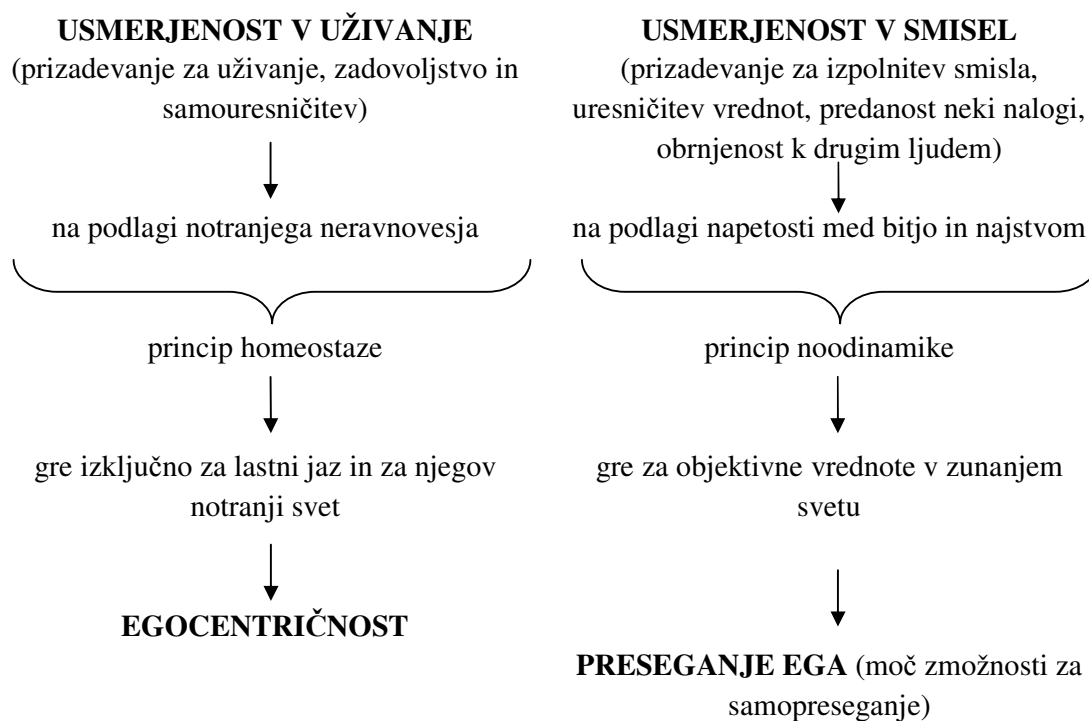 USMERJENOST V UŽIVANJE
(prizadevanje za uživanje, zadovoljstvo in
samouresničitev)
na podlagi notranjega neravnovesja
princip homeostaze
gre izključno za lastni jaz in za njegov
notranji svet
EGOCENTRIČNOST
USMERJENOST V SMISEL
(prizadevanje za izpolnitev smisla,
uresničitev vrednot, predanost neki nalogi,
obrnjenost k drugim ljudem)
na podlagi napetosti med bitjo in najstvom
princip noodinamike
gre za objektivne vrednote v zunanjem
svetu
PRESEGANJE EGA (moč zmožnosti za
samopreseganje)